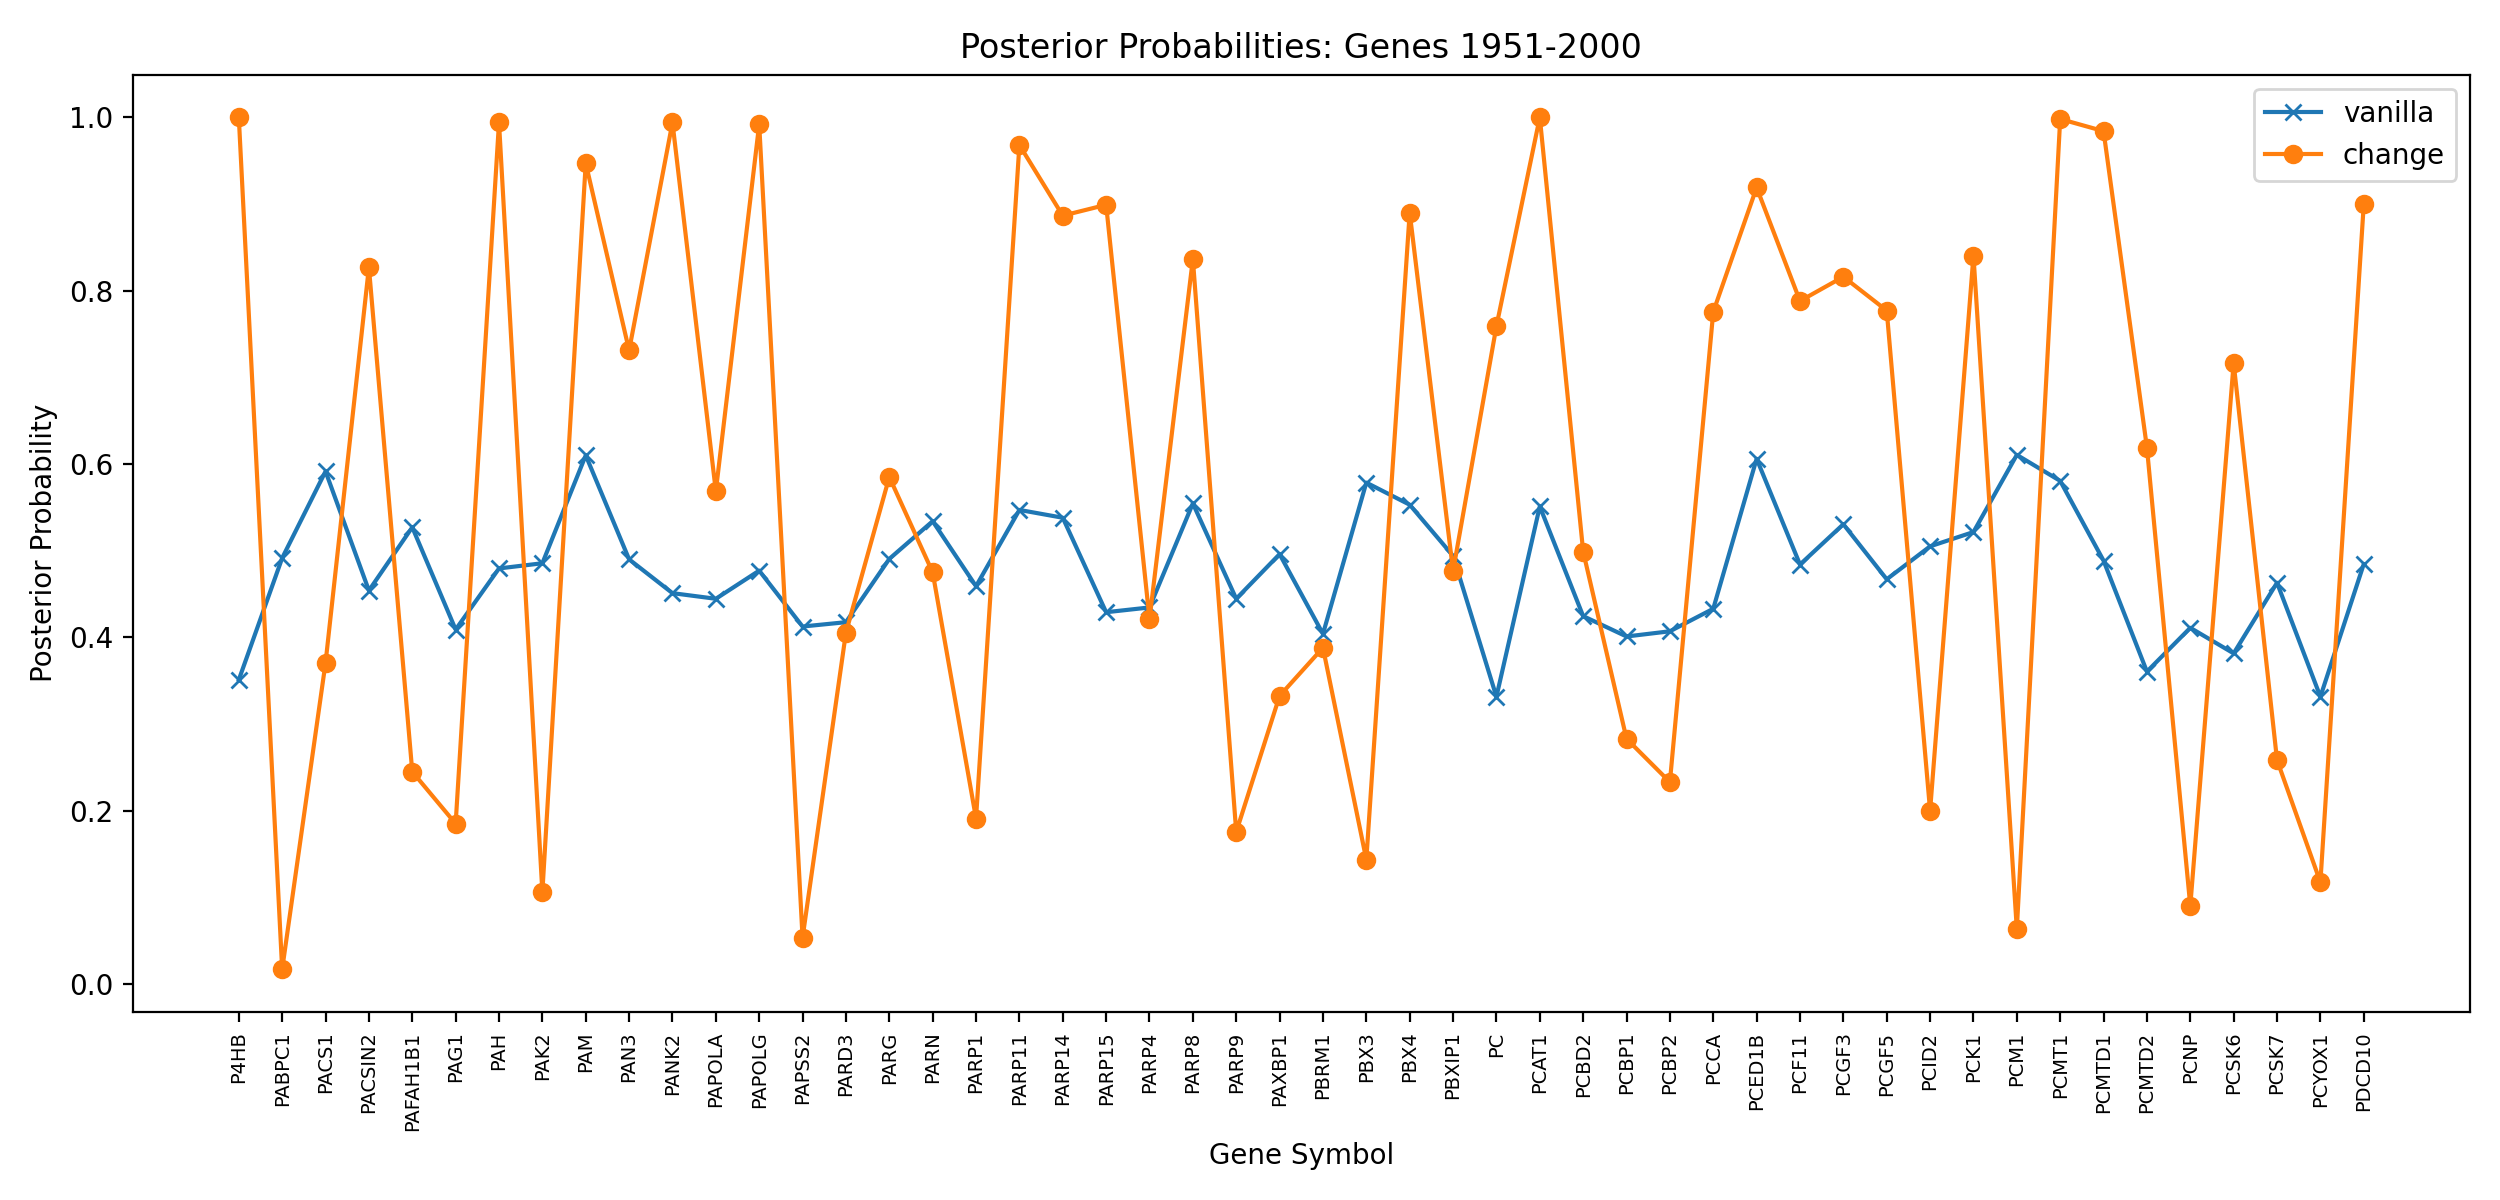 Posterior Probabilities: Genes 1951-2000
vanilla
change
Posterior Probability
1.0
0.8
0.6
0.4
0.2
0.0
P4HB
PABPC1
PACS1
PACSIN2
PAFAH1B1
PAG1
PAH
PAK2
PAM
PAN3
PANK2
PAPOLA
PAPOLG
PAPSS2
PARD3
PARG
PARN
PARP1
PARP11
PARP14
PARP15
PARP4
PARP8
PARP9
PAXBP1
PBRM1
PBX3
PBX4
PBXIP1
PC
PCAT1
PCBD2
PCBP1
PCBP2
PCCA
PCED1B
PCF11
PCGF3
PCGF5
PCID2
PCK1
PCM1
PCMT1
PCMTD1
PCMTD2
PCNP
PCSK6
PCSK7
PCYOX1
PDCD10
Gene Symbol